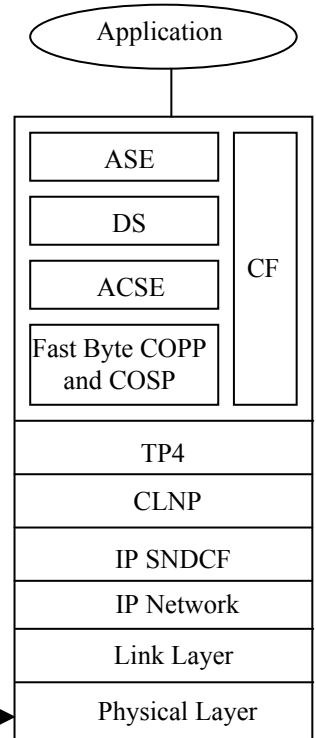 Application
ASE
DS
ACSE
CF
Fast Byte COPP
and COSP
TP4
CLNP
IP SNDCF
IP Network
Link Layer
Physical Layer